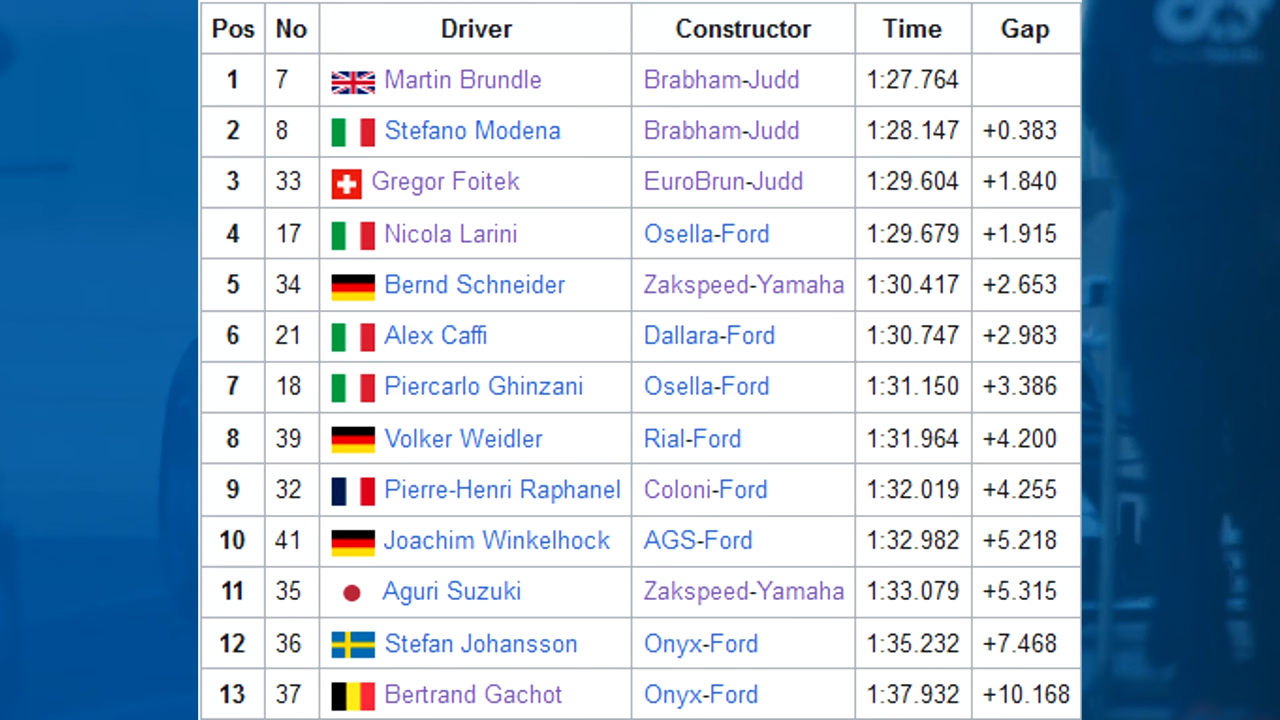 Pos No Driver Constructor Time Gap
1 7 Martin Brundle Brabham-Judd 1:27.764
2 8 Stefano Modena Brabham-Judd 1:28.147 +0.383
3 33 Gregor Foitek EuroBrun-Judd 1:29.604 +1.840
4 17 Nicola Larini Osella-Ford 1:29.679 +1.915
5 34 Bernd Schneider Zakspeed-Yamaha 1:30.417 +2.653
6 21 Alex Caffi Dallara-Ford 1:30.747 +2.983
7 18 Piercarlo Ghinzani Osella-Ford 1:31.150 +3.386
8 39 Volker Weidler Rial-Ford 1:31.964 +4.200
9 32 Pierre-Henri Raphanel Coloni-Ford 1:32.019 +4.255
10 41 Joachim Winkelhock AGS-Ford 1:32.982 +5.218
11 35 Aguri Suzuki Zakspeed-Yamaha 1:33.079 +5.315
12 36 Stefan Johansson Onyx-Ford 1:35.232 +7.468
13 37 Bertrand Gachot Onyx-Ford 1:37.932 +10.168